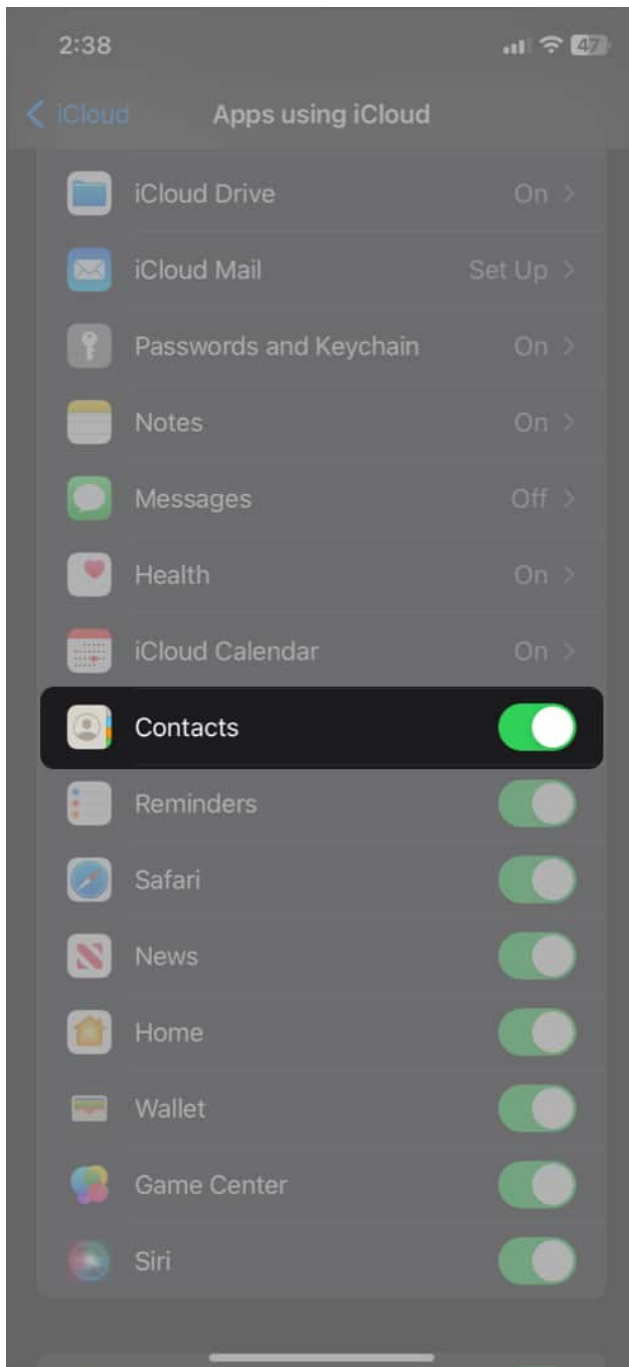 2:38
47
iCloud
Apps using iCloud
iCloud Drive On
iCloud Mail Set Up
Passwords and Keychain On
Notes On
Messages Off
Health On
iCloud Calendar On
Contacts
Reminders
Safari
News
Home
Wallet
Game Center
Siri